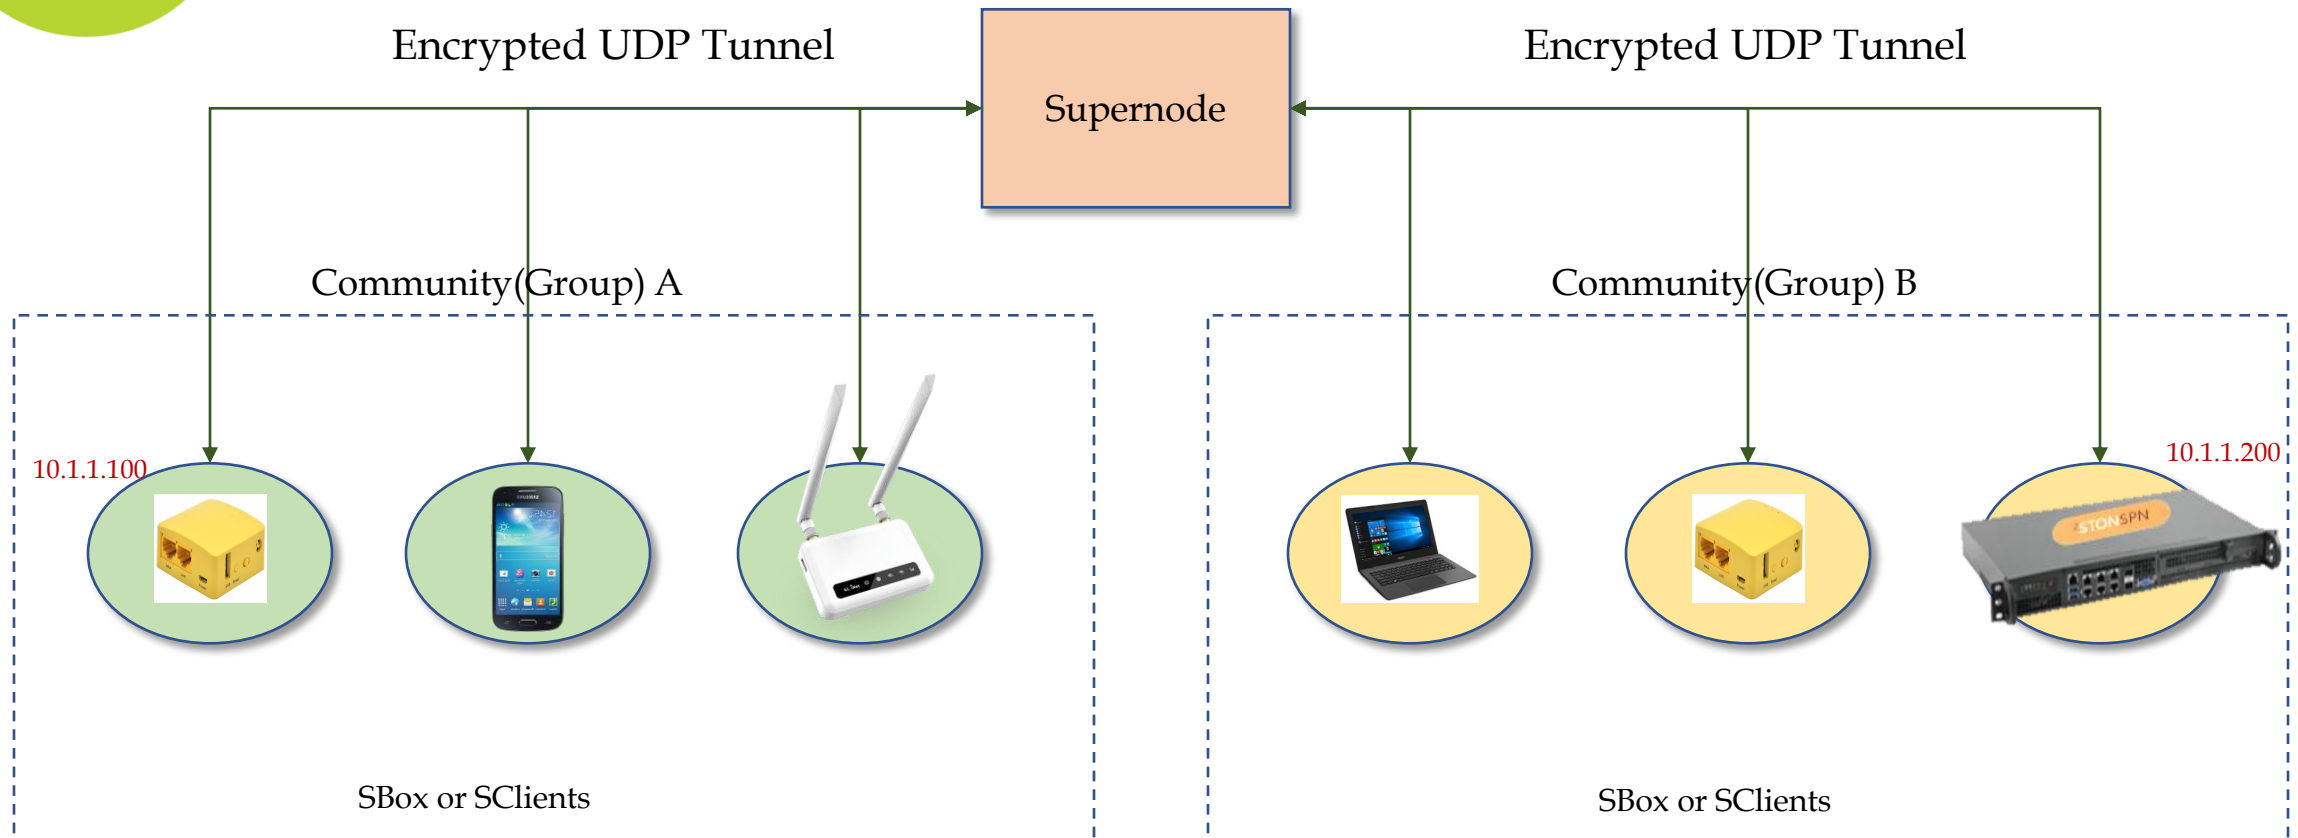 Encrypted UDP Tunnel
Supernode
Encrypted UDP Tunnel
Community(Group) A
Community(Group) B
10.1.1.100
10.1.1.200
STONSPN
SBox or SClients
SBox or SClients